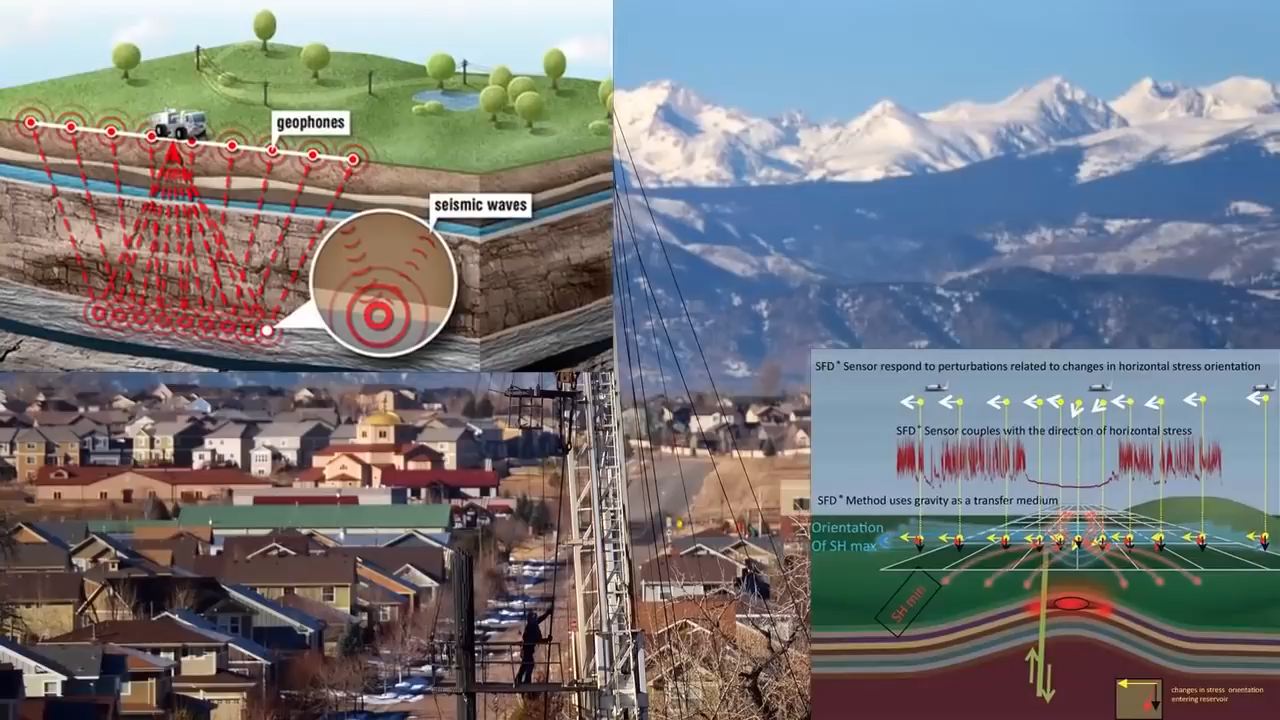 geophones
seismic waves
SFD* Sensor respond to perturbations related to changes in horizontal stress orientation
SFD* Sensor couples with the direction of horizontal stress
SFD* Method uses gravity as a transfer medium
Orientation
Of SH max
SH min
changes in stress orientation
entering reservoir